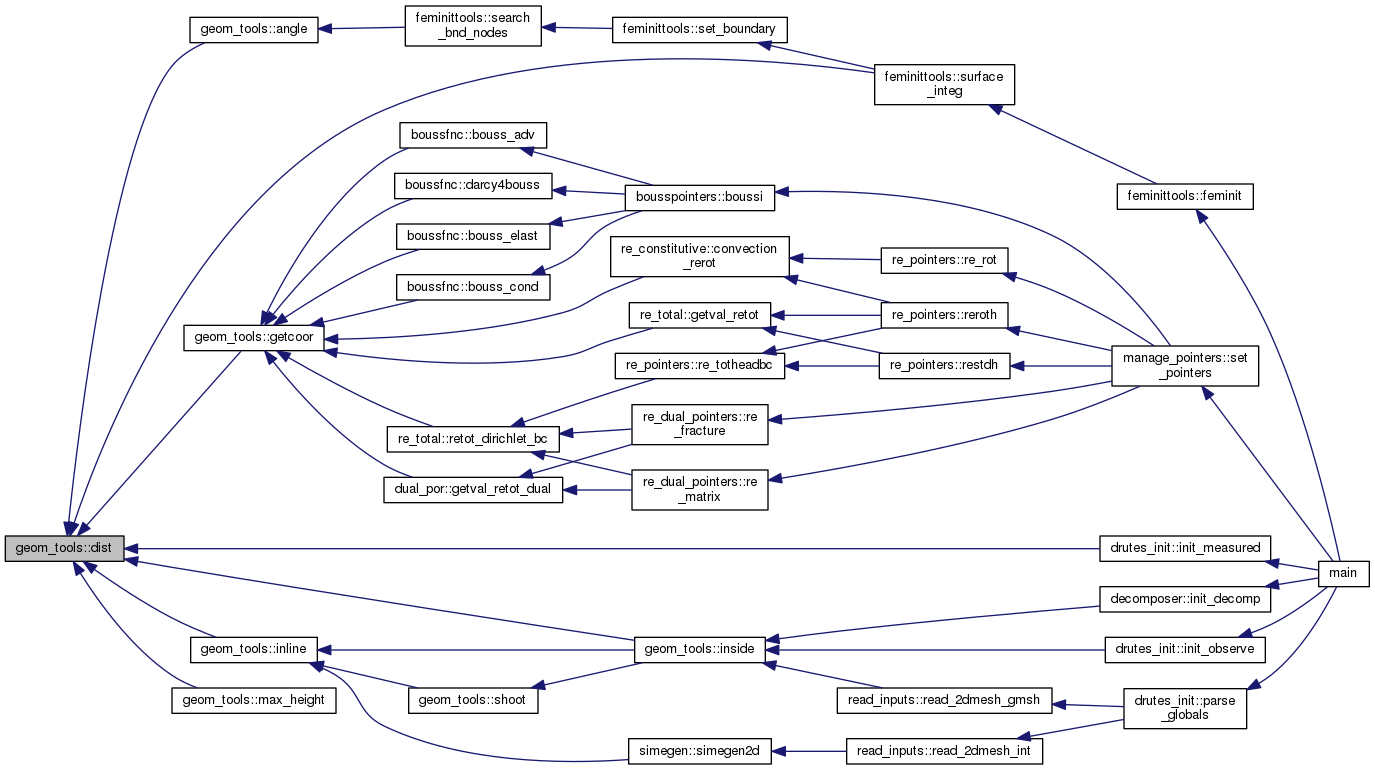 geom_tools::angle
feminittools::search
_bnd_nodes
feminittools::set_boundary
feminittools::surface
_integ
boussfnc::bouss_adv
boussfnc::darcy4bouss
bousspointers::boussi
feminittools::feminit
boussfnc::bouss_elast
re_constitutive::convection
_rerot
re_pointers::re_rot
boussfnc::bouss_cond
re_total::getval_retot
re_pointers::reroth
geom_tools::getcoor
re_pointers::re_totheadbc
re_pointers::restdh
manage_pointers::set
_pointers
re_dual_pointers::re
_fracture
re_total::retot_dirichlet_bc
re_dual_pointers::re
_matrix
dual_por::getval_retot_dual
geom_tools::dist
drutes_init::init_measured
main
decomposer::init_decomp
geom_tools::inline
geom_tools::inside
drutes_init::init_observe
geom_tools::max_height
geom_tools::shoot
read_inputs::read_2dmesh_gmsh
drutes_init::parse
_globals
simegen::simegen2d
read_inputs::read_2dmesh_int